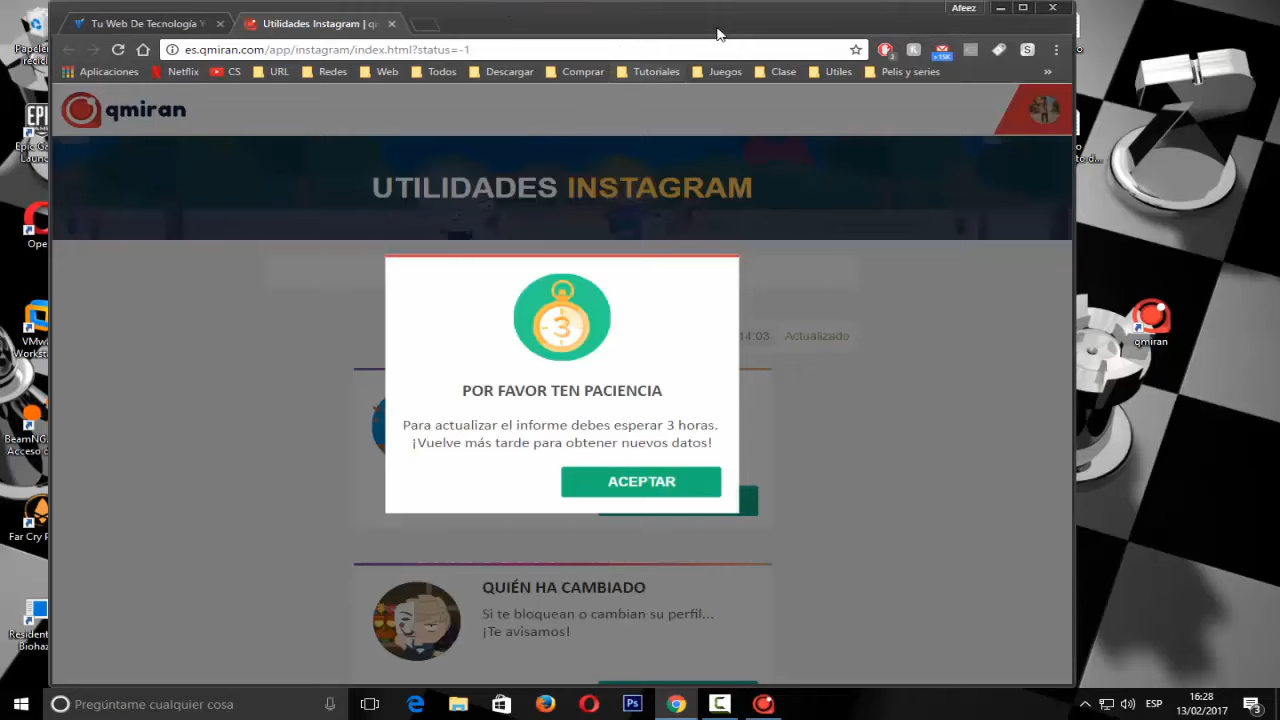 Afeez
Tu Web De Tecnología Y
Utilidades Instagram | q
es.qmiran.com/app/instagram/index.html?status=-1
Aplicaciones Netflix CS URL Redes Web Todos Descargar Comprar Tutoriales Juegos Clase Utiles Pelis y series »
qmiran
UTILIDADES INSTAGRAM
14:03 Actualizado
3
POR FAVOR TEN PACIENCIA
Para actualizar el informe debes esperar 3 horas.
¡Vuelve más tarde para obtener nuevos datos!
ACEPTAR
QUIÉN HA CAMBIADO
Si te bloquean o cambian su perfil...
¡Te avisamos!
qmiran
Far Cry P
Pregúntame cualquier cosa
Ps
ESP
16:28
13/02/2017
3